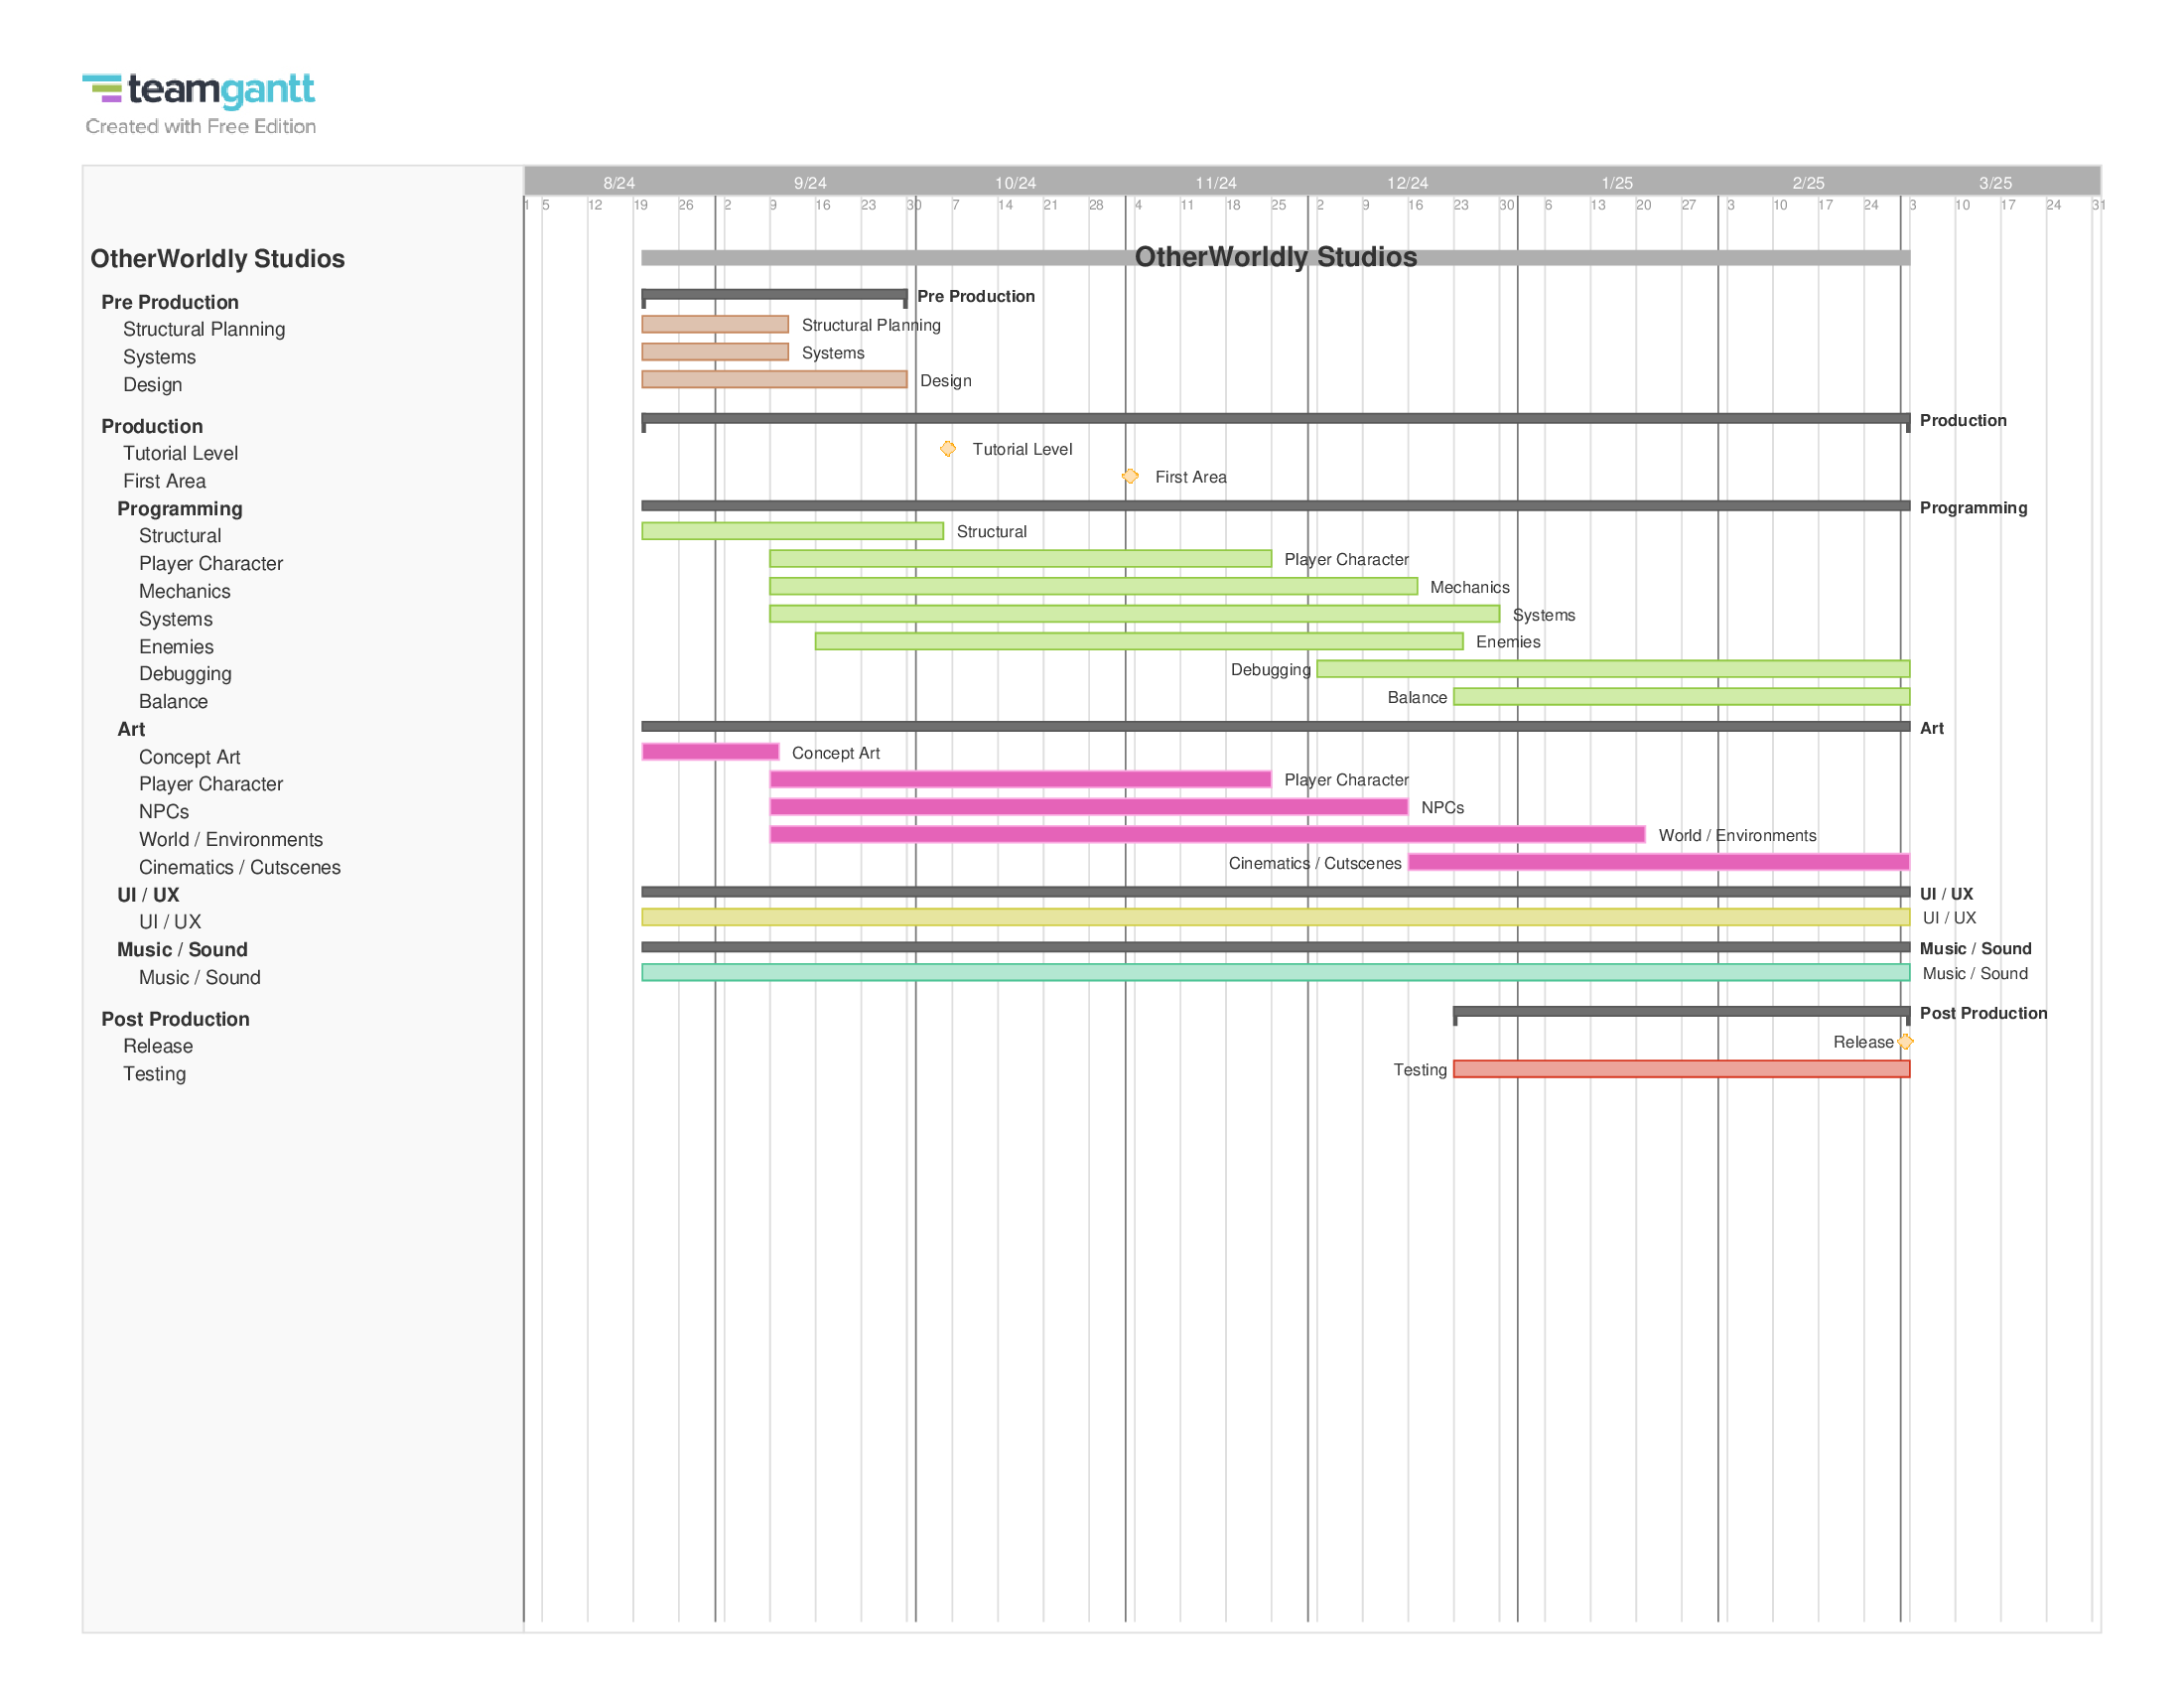 teamgantt
Created with Free Edition
8/24 9/24 10/24 11/24 12/24 1/25 2/25 3/25
1 5 12 19 26 2 9 16 23 30 7 14 21 28 4 11 18 25 2 9 16 23 30 6 13 20 27 3 10 17 24 3 10 17 24 31
OtherWorldly Studios OtherWorldly Studios
Pre Production Pre Production
Structural Planning Structural Planning
Systems Systems
Design Design
Production Production
Tutorial Level Tutorial Level
First Area First Area
Programming Programming
Structural Structural
Player Character Player Character
Mechanics Mechanics
Systems Systems
Enemies Enemies
Debugging Debugging
Balance Balance
Art Art
Concept Art Concept Art
Player Character Player Character
NPCs NPCs
World / Environments World / Environments
Cinematics / Cutscenes Cinematics / Cutscenes
UI / UX UI / UX
UI / UX UI / UX
Music / Sound Music / Sound
Music / Sound Music / Sound
Post Production Post Production
Release Release
Testing Testing